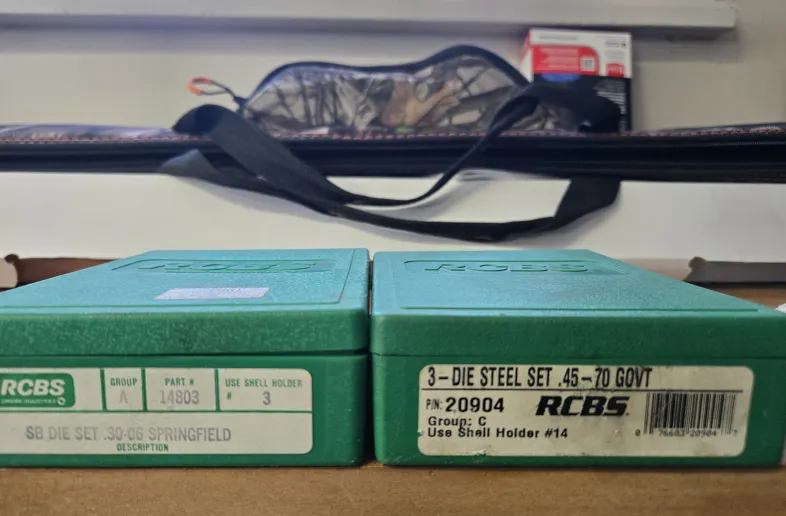 RCBS
RCBS
RCBS
GROUP
A
PART #
14803
USE SHELL HOLDER
# 3
SB DIE SET .30-06 SPRINGFIELD
DESCRIPTION
3-DIE STEEL SET .45-70 GOVT
P/N: 20904 RCBS.
Group: C
Use Shell Holder #14